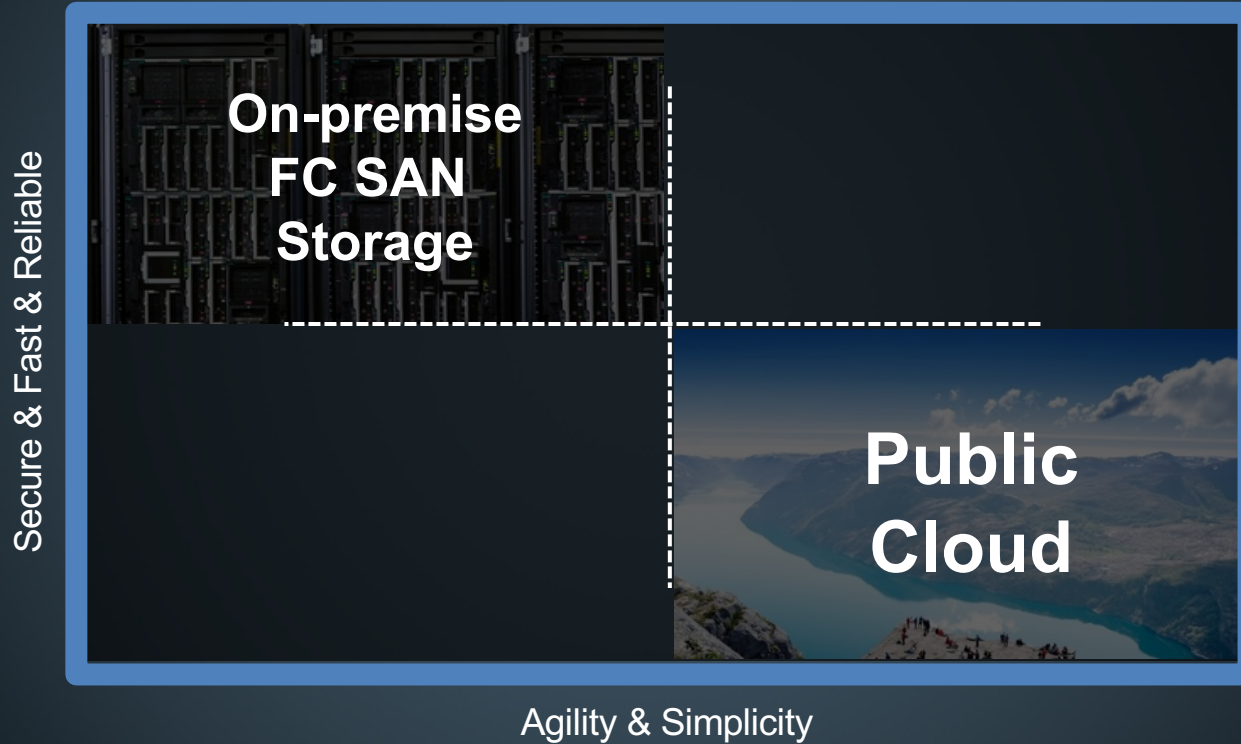 On-premise
FC SAN
Storage
Secure & Fast & Reliable
Public
Cloud
Agility & Simplicity